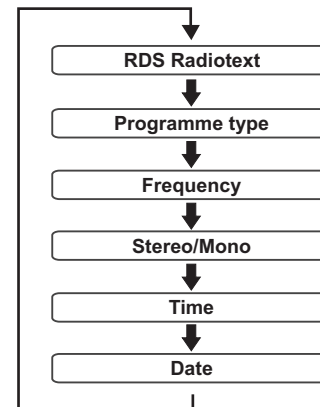 RDS Radiotext
Programme type
Frequency
Stereo/Mono
Time
Date